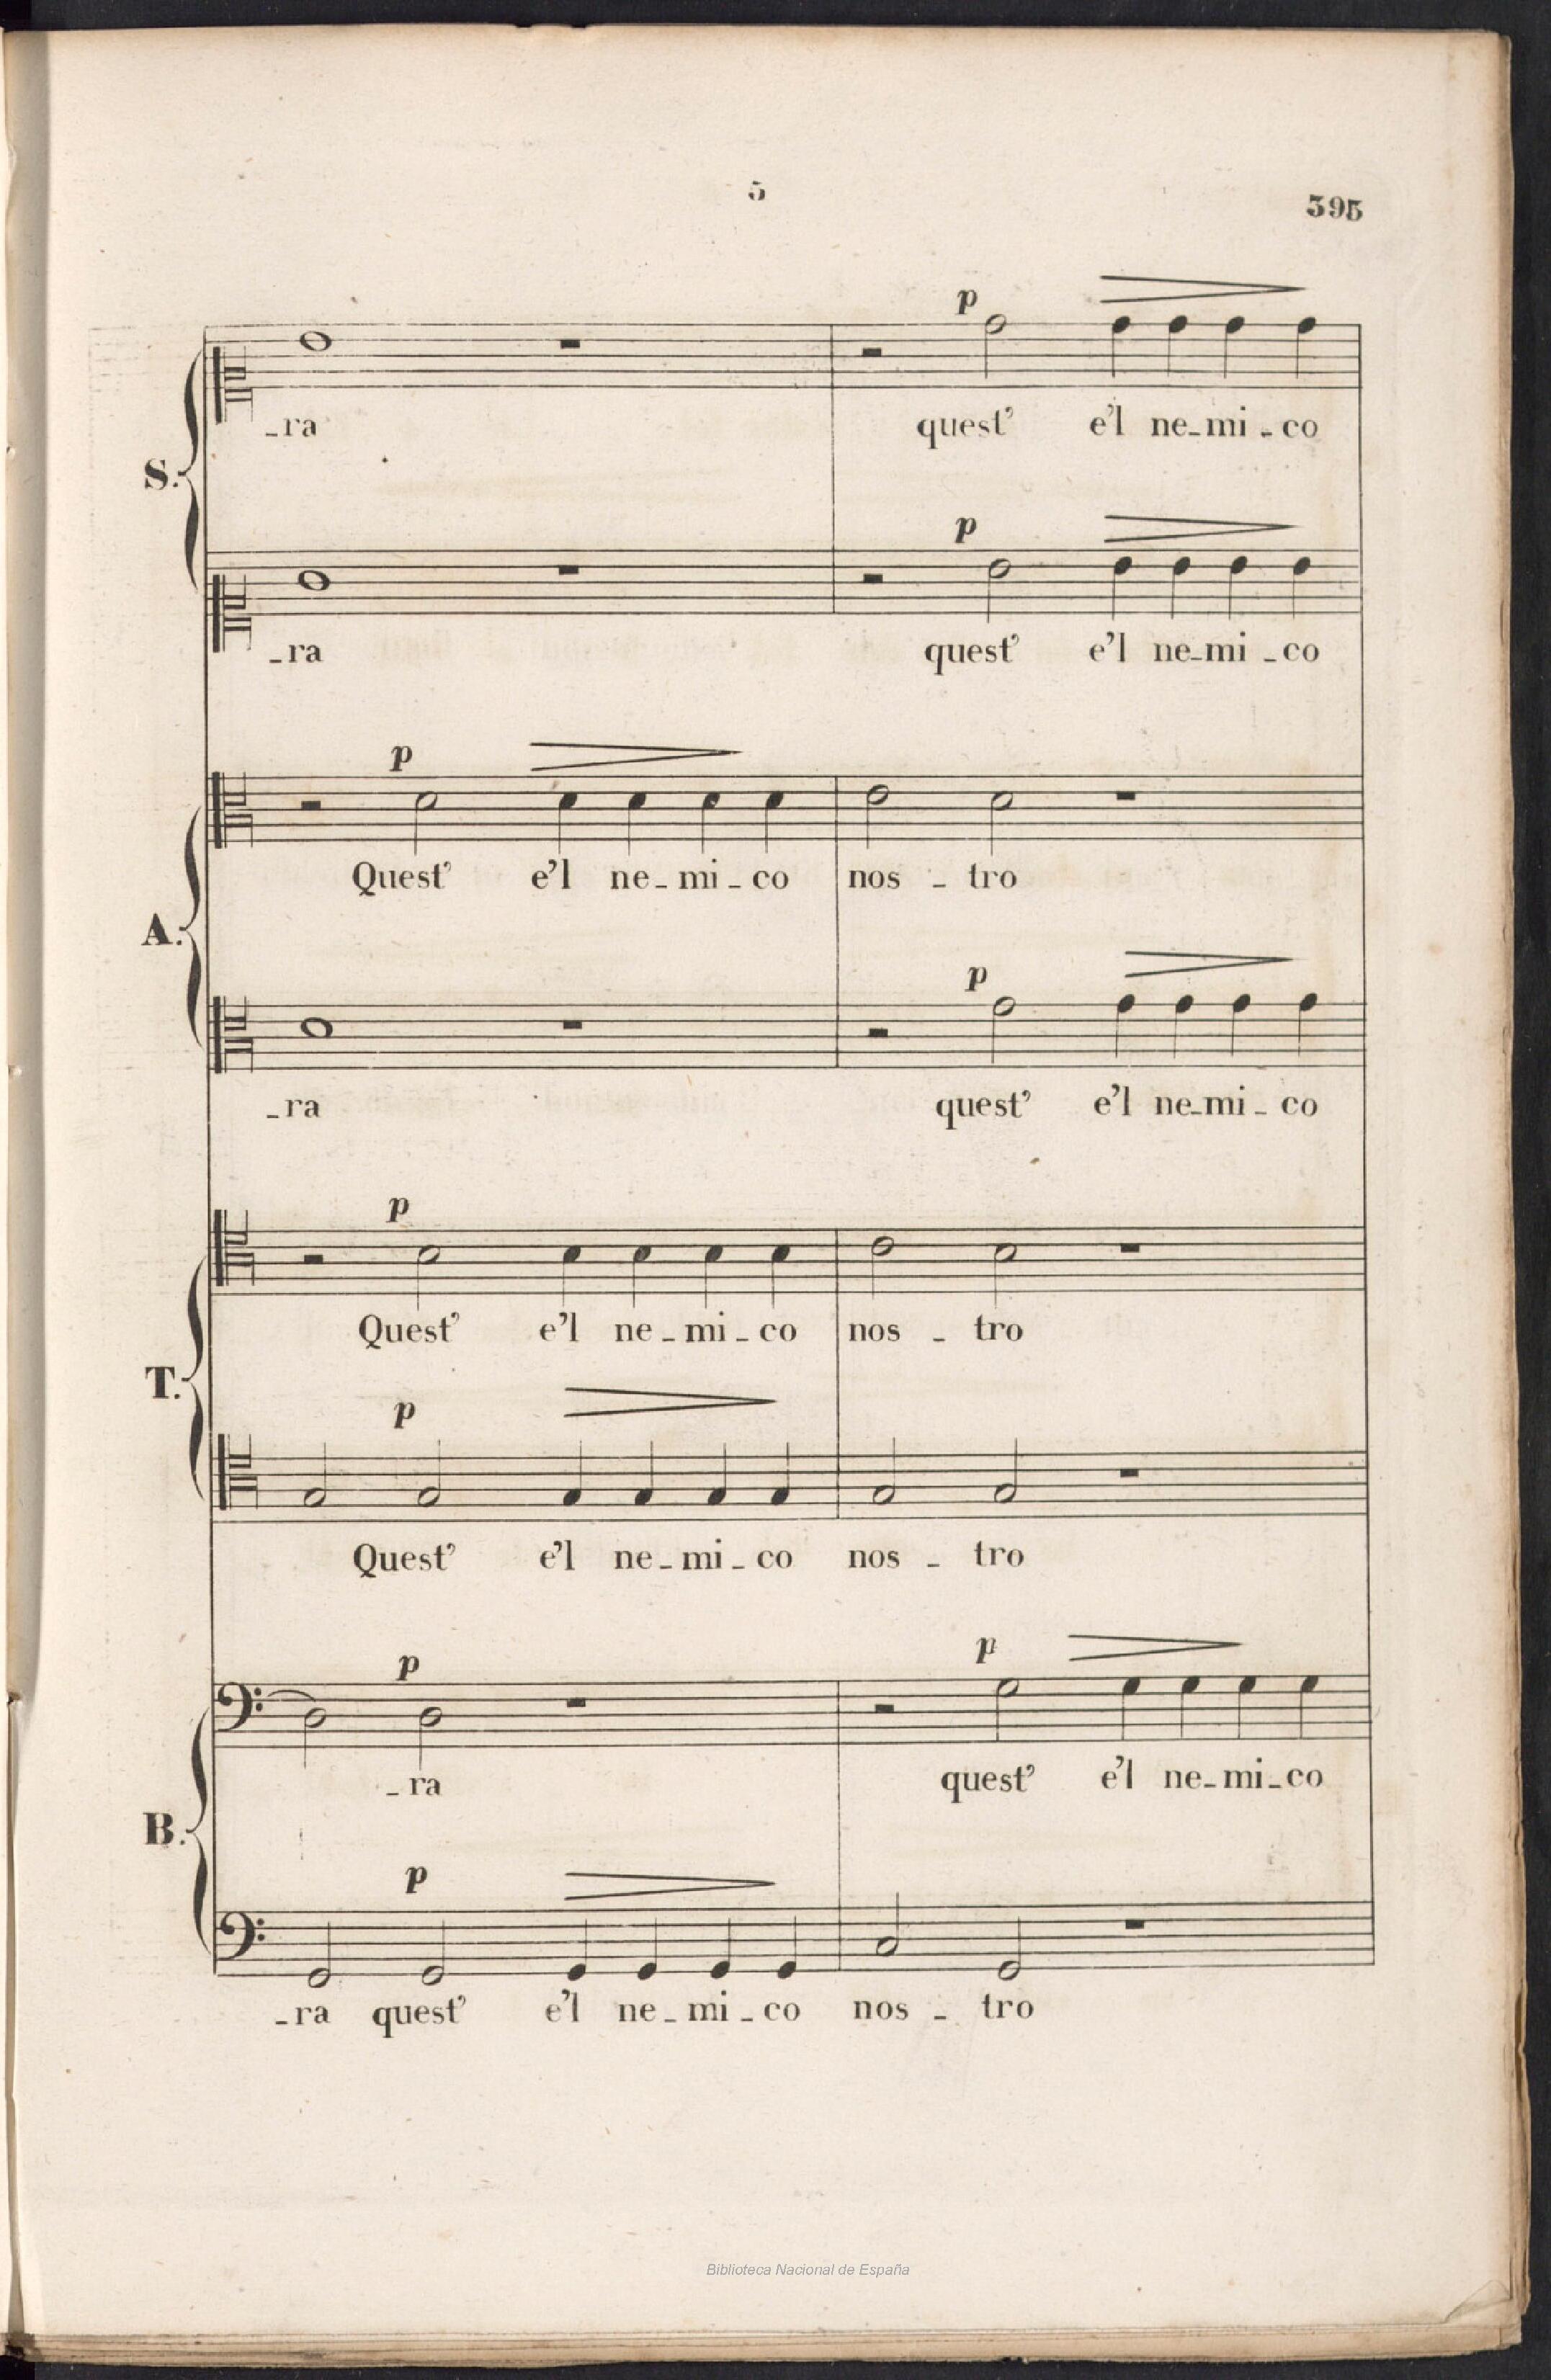 5
395
p
_ra quest' e'l ne_mi_co
S.
p
_ra quest' e'l ne_mi_co
p
Quest' e'l ne_mi_co nos_tro
A.
p
_ra quest' e'l ne_mi_co
p
Quest' e'l ne_mi_co nos_tro
T.
p
Quest' e'l ne_mi_co nos_tro
p p
_ra quest' e'l ne_mi_co
B.
p
_ra quest' e'l ne_mi_co nos_tro
Biblioteca Nacional de España